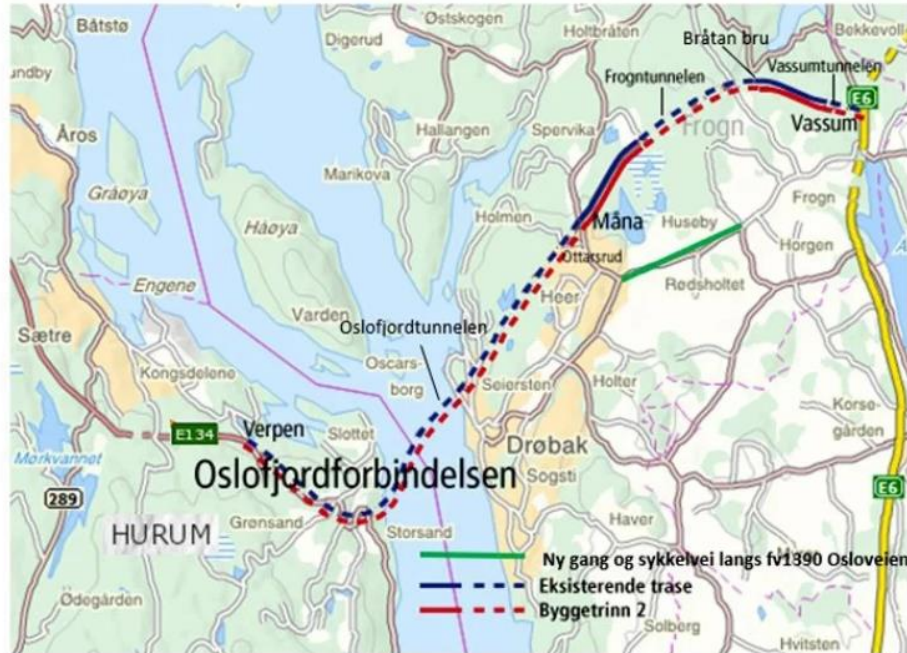 Båtstø
Østskogen
Digerud
Holtbråten
Bråtan bru
Bekkevoll
Vassumtunnelen
Frogntunnelen
E6
undby
Åros
Hallangen
Spervika
Frogn
Vassum
Marikova
Gråøya
Håøya
Holmen
Måna
Huseby
Frogn
Ottarsrud
Horgen
Engene
Varden
Heer
Rødsholtet
Oslofjordtunnelen
Sætre
Oscars-
borg
Kongsdelene
Seiersten
Holter
Korse-
gården
E134
Verpen
Slottet
Drøbak
Mørkvannet
Oslofjordforbindelsen
Sogsti
E6
289
Grønsand
Storsand
Haver
HURUM
Ny gang og sykkelvei langs fv1390 Osloveien
Eksisterende trase
Ødegården
Byggetrinn 2
Solberg
Hvitsten